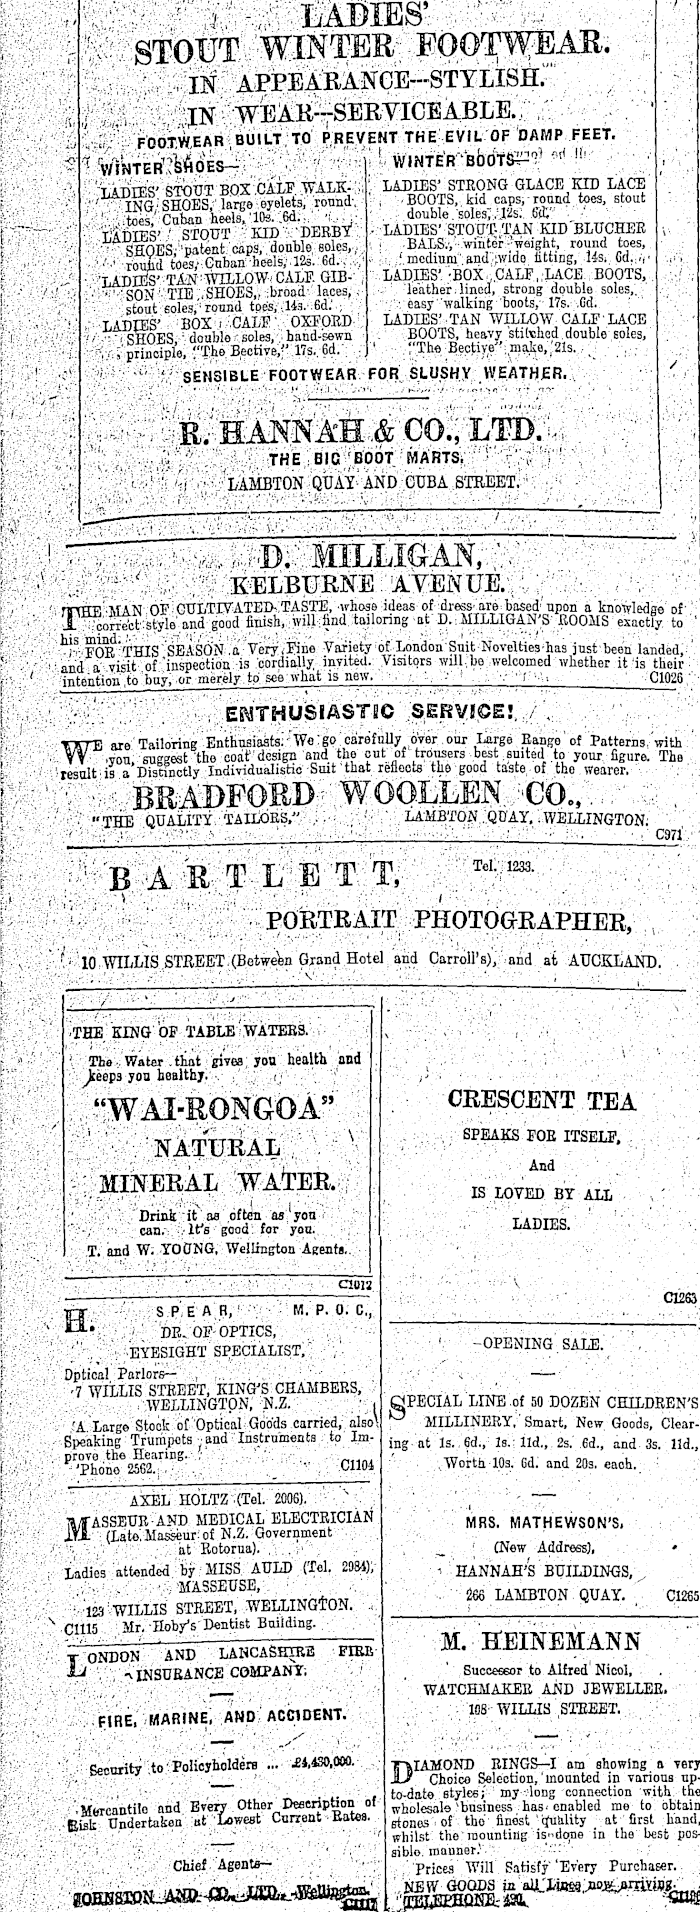 LADIES'
STOUT WINTER FOOTWEAR.
IN APPEARANCE---STYLISH.
IN WEAR---SERVICEABLE.
FOOTWEAR BUILT TO PREVENT THE EVIL OF DAMP FEET.
WINTER SHOES—
LADIES' STOUT BOX CALF WALK-
ING SHOES, large eyelets, round
toes, Cuban heels, 10s. 6d.
LADIES' STOUT KID DERBY
SHOES, patent caps, double soles,
round toes, Cuban heels, 12s. 6d.
LADIES' TAN WILLOW CALF GIB-
SON TIE SHOES, broad laces,
stout soles, round toes, 14s. 6d.
LADIES' BOX CALF OXFORD
SHOES, double soles, hand-sewn
principle, "The Bective," 17s. 6d.
WINTER BOOTS—
LADIES' STRONG GLACE KID LACE
BOOTS, kid caps, round toes, stout
double soles, 12s. 6d.
LADIES' STOUT TAN KID BLUCHER
BALS., winter weight, round toes,
medium and wide fitting, 14s. 6d.
LADIES' BOX CALF LACE BOOTS,
leather lined, strong double soles,
easy walking boots, 17s. 6d.
LADIES' TAN WILLOW CALF LACE
BOOTS, heavy stitched double soles,
"The Bective" make, 21s.
SENSIBLE FOOTWEAR FOR SLUSHY WEATHER.
R. HANNAH & CO., LTD.
THE BIG BOOT MARTS,
LAMBTON QUAY AND CUBA STREET.
D. MILLIGAN,
KELBURNE AVENUE.
THE MAN OF CULTIVATED TASTE, whose ideas of dress are based upon a knowledge of
correct style and good finish, will find tailoring at D. MILLIGAN'S ROOMS exactly to
his mind.
FOR THIS SEASON a Very Fine Variety of London Suit Novelties has just been landed,
and a visit of inspection is cordially invited. Visitors will be welcomed whether it is their
intention to buy, or merely to see what is new. C1026
ENTHUSIASTIC SERVICE!
WE are Tailoring Enthusiasts. We go carefully over our Large Range of Patterns with
you, suggest the coat design and the cut of trousers best suited to your figure. The
result is a Distinctly Individualistic Suit that reflects the good taste of the wearer.
BRADFORD WOOLLEN CO.,
"THE QUALITY TAILORS," LAMBTON QUAY, WELLINGTON.
C971
BARTLETT, Tel. 1233.
PORTRAIT PHOTOGRAPHER,
10 WILLIS STREET (Between Grand Hotel and Carroll's), and at AUCKLAND.
THE KING OF TABLE WATERS.
The Water that gives you health and
keeps you healthy.
"WAI-RONGOA"
NATURAL
MINERAL WATER.
Drink it as often as you
can. It's good for you.
T. and W. YOUNG, Wellington Agents.
C1012
H. SPEAR, M.P.O.C.,
DR. OF OPTICS,
EYESIGHT SPECIALIST,
Optical Parlors—
7 WILLIS STREET, KING'S CHAMBERS,
WELLINGTON, N.Z.
A Large Stock of Optical Goods carried, also
Speaking Trumpets and Instruments to Im-
prove the Hearing.
'Phone 2562. C1104
AXEL HOLTZ (Tel. 2006).
MASSEUR AND MEDICAL ELECTRICIAN
(Late Masseur of N.Z. Government
at Rotorua).
Ladies attended by MISS AULD (Tel. 2984),
MASSEUSE,
123 WILLIS STREET, WELLINGTON.
C1115 Mr. Hoby's Dentist Building.
LONDON AND LANCASHIRE FIRE
INSURANCE COMPANY.
FIRE, MARINE, AND ACCIDENT.
Security to Policyholders ... £4,430,000.
Mercantile and Every Other Description of
Risk Undertaken at Lowest Current Rates.
Chief Agents—
JOHNSTON AND CO., LTD., Wellington.
CRESCENT TEA
SPEAKS FOR ITSELF,
And
IS LOVED BY ALL
LADIES.
C1263
OPENING SALE.
SPECIAL LINE of 50 DOZEN CHILDREN'S
MILLINERY, Smart, New Goods, Clear-
ing at 1s. 6d., 1s. 11d., 2s. 6d., and 3s. 11d.,
Worth 10s. 6d. and 20s. each.
MRS. MATHEWSON'S,
(New Address),
HANNAH'S BUILDINGS,
266 LAMBTON QUAY. C1265
M. HEINEMANN
Successor to Alfred Nicol,
WATCHMAKER AND JEWELLER.
108 WILLIS STREET.
DIAMOND RINGS—I am showing a very
Choice Selection, mounted in various up-
to-date styles; my long connection with the
wholesale business has enabled me to obtain
stones of the finest quality at first hand,
whilst the mounting is done in the best pos-
sible manner.
Prices Will Satisfy Every Purchaser.
NEW GOODS in all Lines now arriving.
TELEPHONE